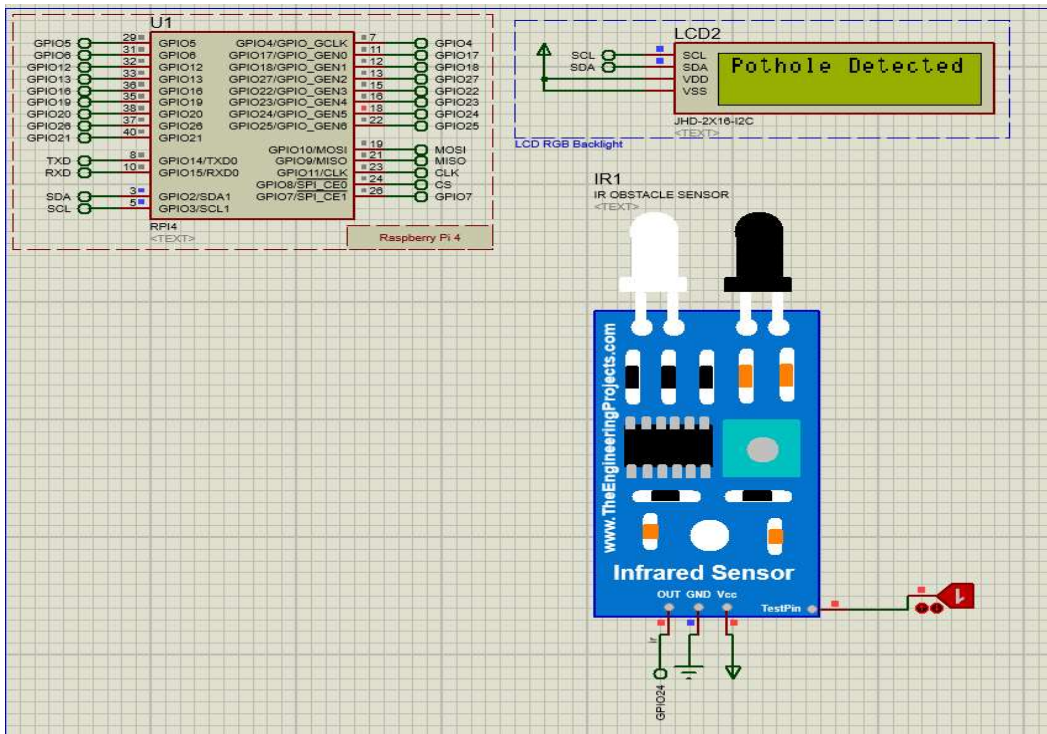 U1
GPIO5 29 GPIO5 GPIO4/GPIO_GCLK 7 GPIO4
GPIO6 31 GPIO6 GPIO17/GPIO_GEN0 11 GPIO17
GPIO12 32 GPIO12 GPIO18/GPIO_GEN1 12 GPIO18
GPIO13 33 GPIO13 GPIO27/GPIO_GEN2 13 GPIO27
GPIO16 36 GPIO16 GPIO22/GPIO_GEN3 15 GPIO22
GPIO19 35 GPIO19 GPIO23/GPIO_GEN4 16 GPIO23
GPIO20 38 GPIO20 GPIO24/GPIO_GEN5 18 GPIO24
GPIO26 37 GPIO26 GPIO25/GPIO_GEN6 22 GPIO25
GPIO21 40 GPIO21
GPIO10/MOSI 19 MOSI
TXD 8 GPIO14/TXD0 GPIO9/MISO 21 MISO
RXD 10 GPIO15/RXD0 GPIO11/CLK 23 CLK
GPIO8/SPI_CE0 24 CS
SDA 3 GPIO2/SDA1 GPIO7/SPI_CE1 26 GPIO7
SCL 5 GPIO3/SCL1
RPI4
<TEXT>
Raspberry Pi 4
LCD2
SCL SCL
SDA SDA
VDD
VSS
Pothole Detected
JHD-2X16-I2C
<TEXT>
LCD RGB Backlight
IR1
IR OBSTACLE SENSOR
<TEXT>
www.TheEngineeringProjects.com
Infrared Sensor
OUT GND Vcc
TestPin
1
Ir
GPIO24